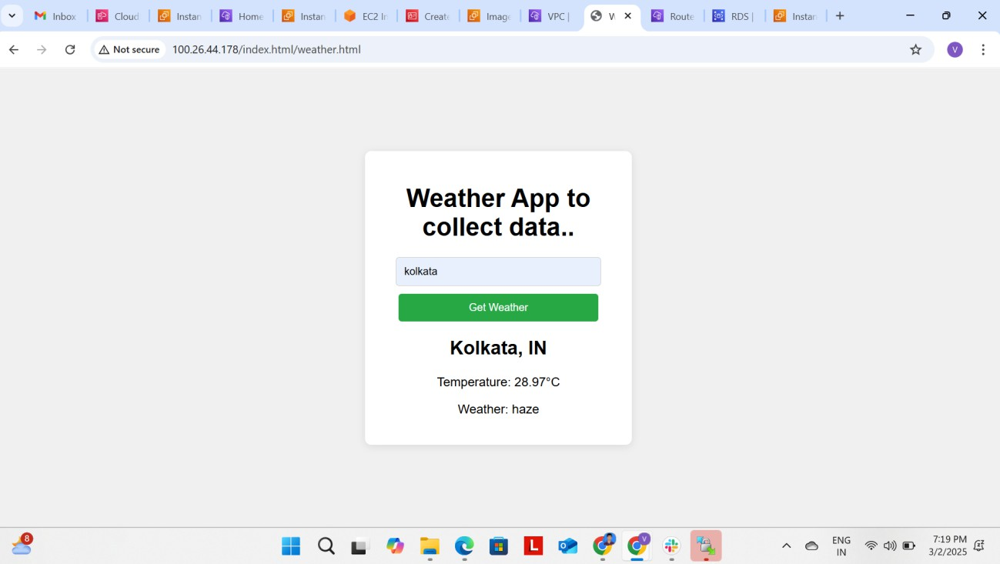 Inbox
Cloud
Instan
Home
Instan
EC2 In
Create
Image
VPC |
W
Route
RDS |
Instan
Not secure
100.26.44.178/index.html/weather.html
V
Weather App to
collect data..
kolkata
Get Weather
Kolkata, IN
Temperature: 28.97°C
Weather: haze
8
L
V
ENG
IN
7:19 PM
3/2/2025